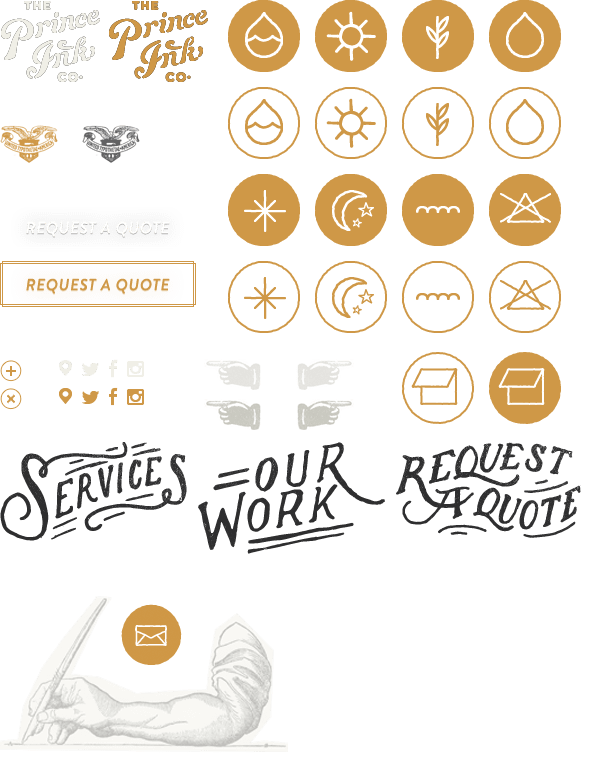 THE
Prince
Ink
CO.
THE
Prince
Ink
CO.
REQUEST A QUOTE
REQUEST A QUOTE
SERVICES
OUR
WORK
REQUEST
A QUOTE